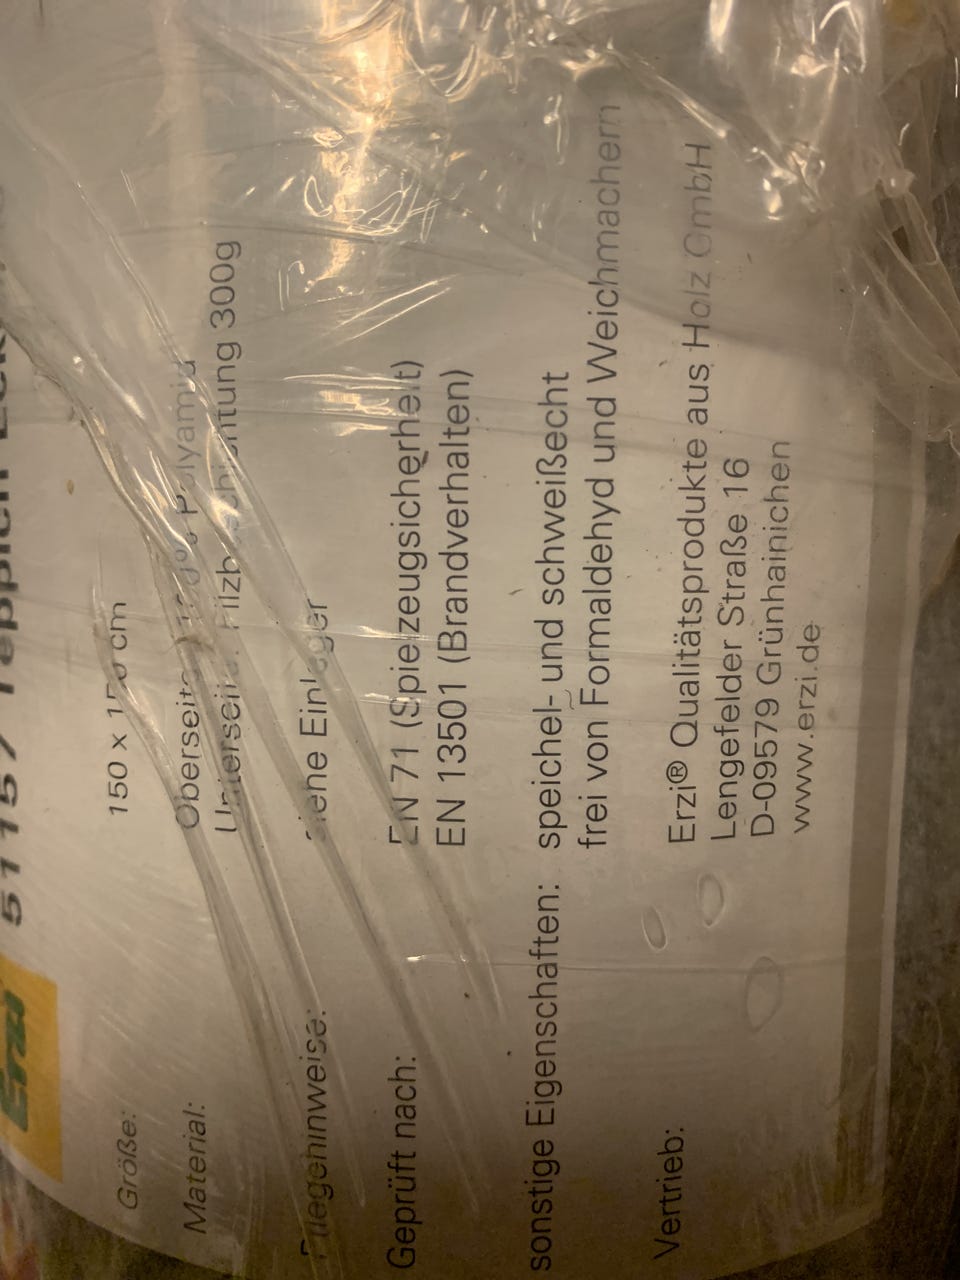 Erzi 51157 Teppich
Größe: 150 x 150 cm
Material: Oberseite: 100% Polyamid
Unterseite: Filzbeschichtung 300g
Pflegehinweise: siehe Einleger
Geprüft nach: EN 71 (Spielzeugsicherheit)
EN 13501 (Brandverhalten)
sonstige Eigenschaften: speichel- und schweißecht
frei von Formaldehyd und Weichmachern
Vertrieb: Erzi® Qualitätsprodukte aus Holz GmbH
Lengefelder Straße 16
D-09579 Grünhainichen
www.erzi.de